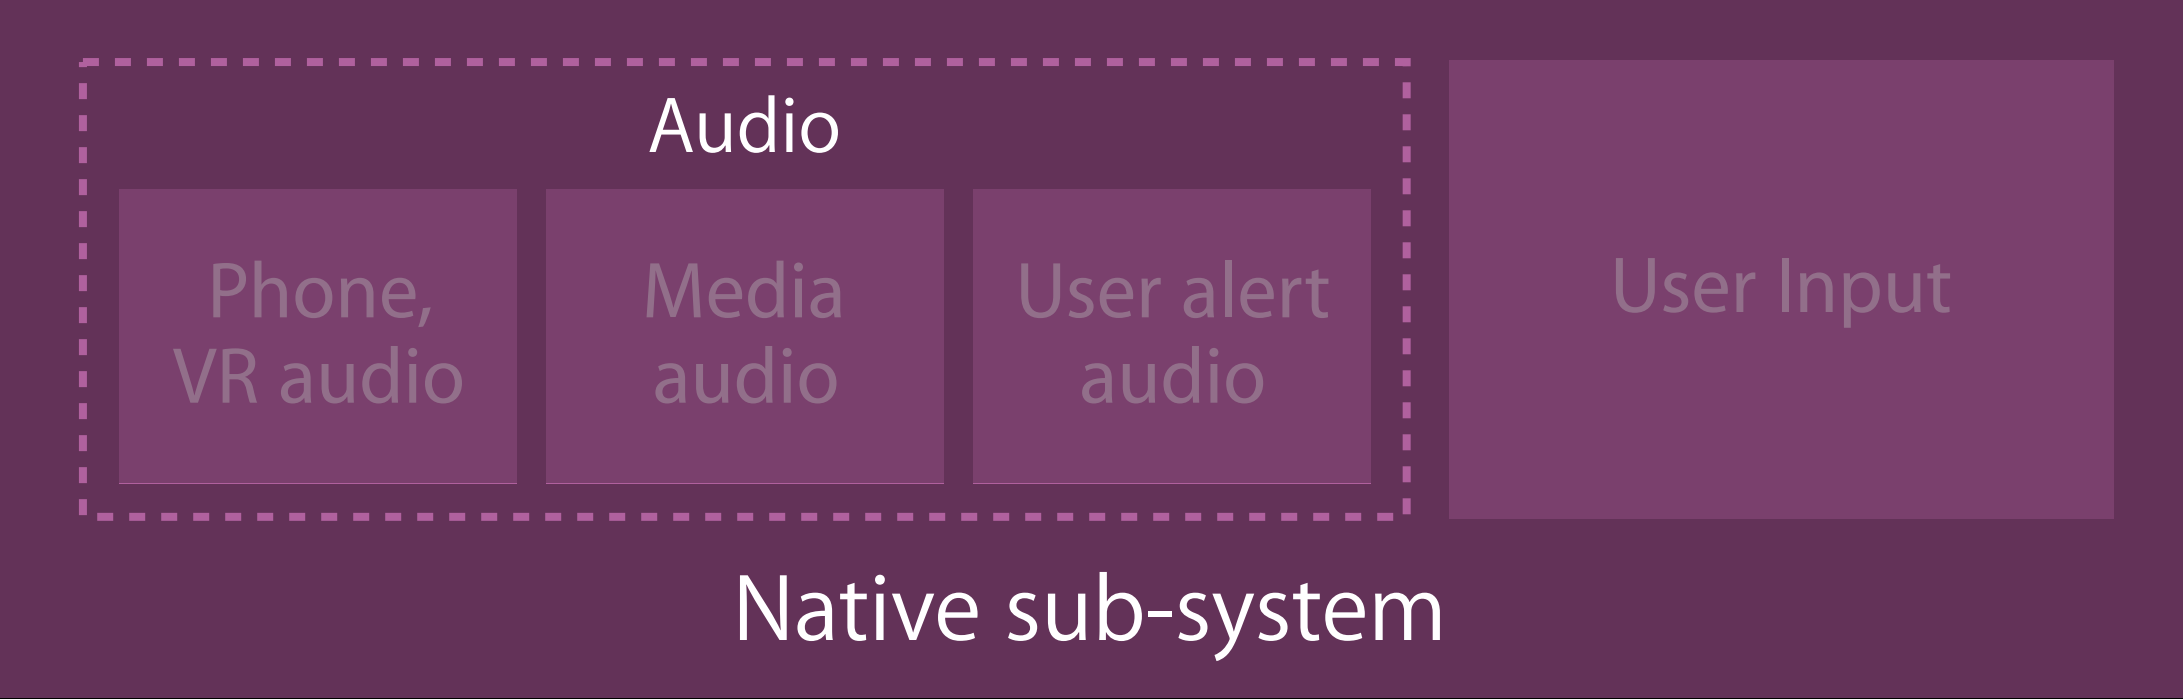 Audio
Phone,
VR audio
Media
audio
User alert
audio
User Input
Native sub-system